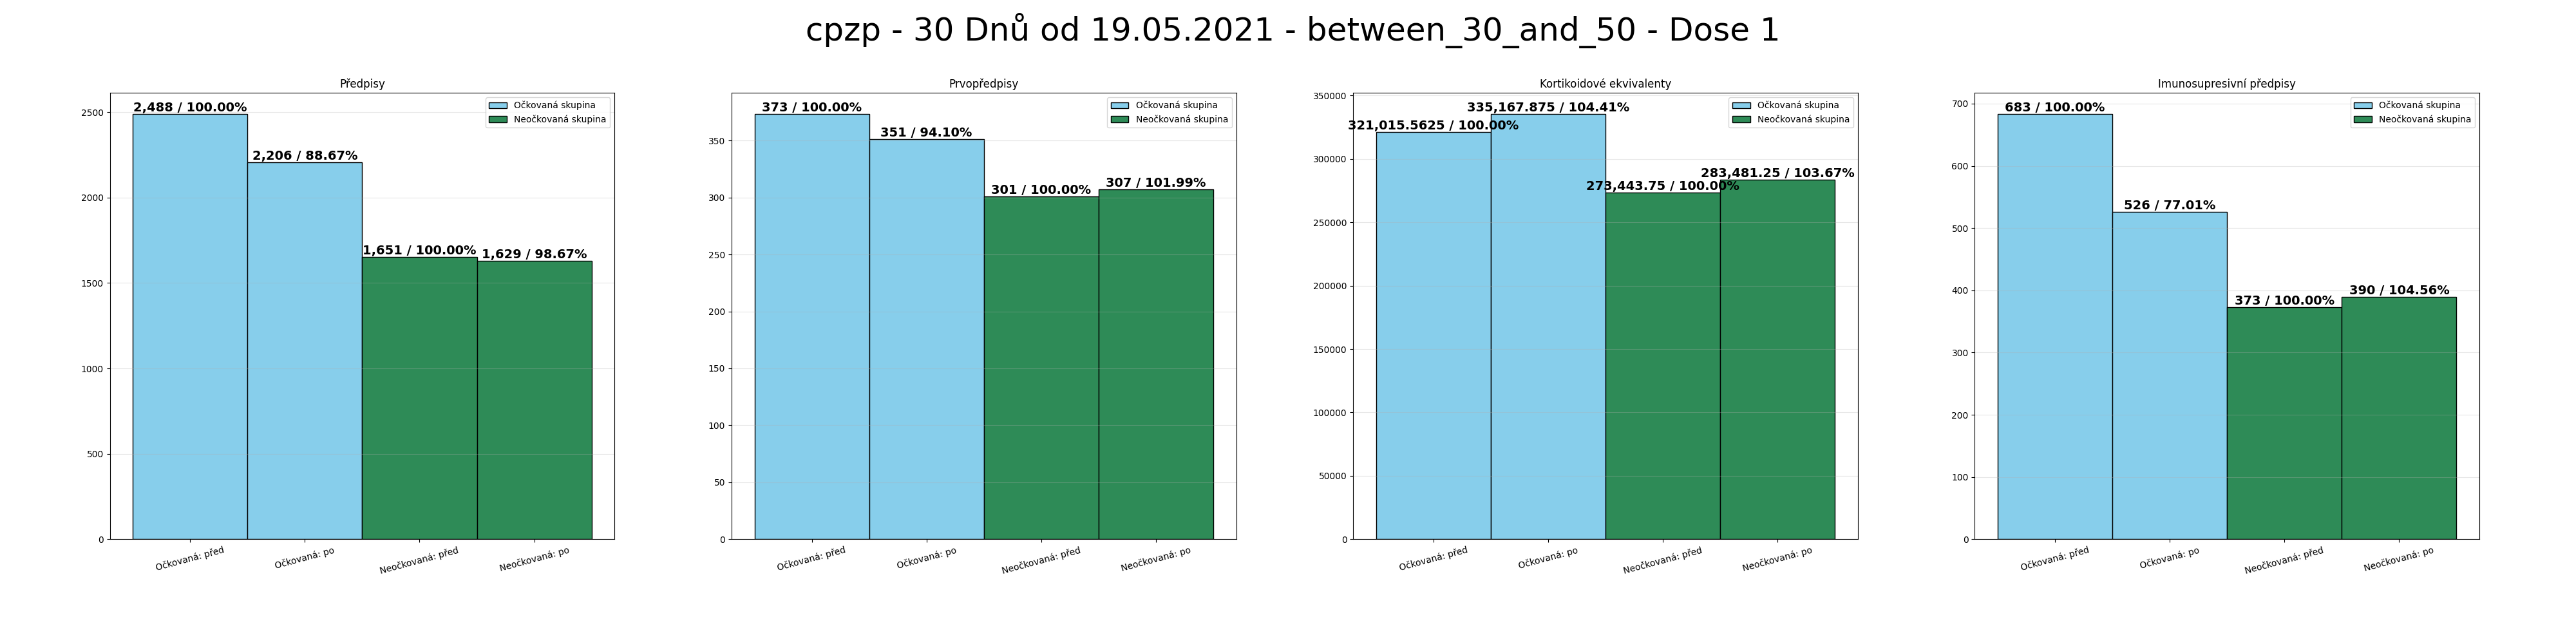 cpzp - 30 Dnů od 19.05.2021 - between_30_and_50 - Dose 1
Předpisy
2500
2000
1500
1000
500
0
2,488 / 100.00%
2,206 / 88.67%
1,651 / 100.00%
1,629 / 98.67%
Očkovaná skupina
Neočkovaná skupina
Očkovaná: před
Očkovaná: po
Neočkovaná: před
Neočkovaná: po
Prvopředpisy
350
300
250
200
150
100
50
0
373 / 100.00%
351 / 94.10%
301 / 100.00%
307 / 101.99%
Očkovaná skupina
Neočkovaná skupina
Očkovaná: před
Očkovaná: po
Neočkovaná: před
Neočkovaná: po
Kortikoidové ekvivalenty
350000
300000
250000
200000
150000
100000
50000
0
321,015.5625 / 100.00%
335,167.875 / 104.41%
273,443.75 / 100.00%
283,481.25 / 103.67%
Očkovaná skupina
Neočkovaná skupina
Očkovaná: před
Očkovaná: po
Neočkovaná: před
Neočkovaná: po
Imunosupresivní předpisy
700
600
500
400
300
200
100
0
683 / 100.00%
526 / 77.01%
373 / 100.00%
390 / 104.56%
Očkovaná skupina
Neočkovaná skupina
Očkovaná: před
Očkovaná: po
Neočkovaná: před
Neočkovaná: po